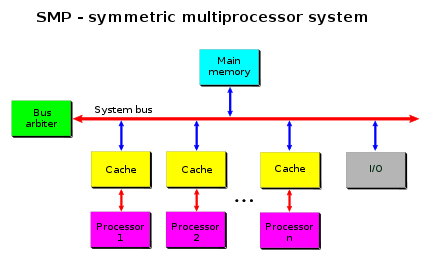 SMP - symmetric multiprocessor system
Main
memory
Bus
arbiter
System bus
Cache
Cache
Cache
I/O
...
Processor
1
Processor
2
Processor
n